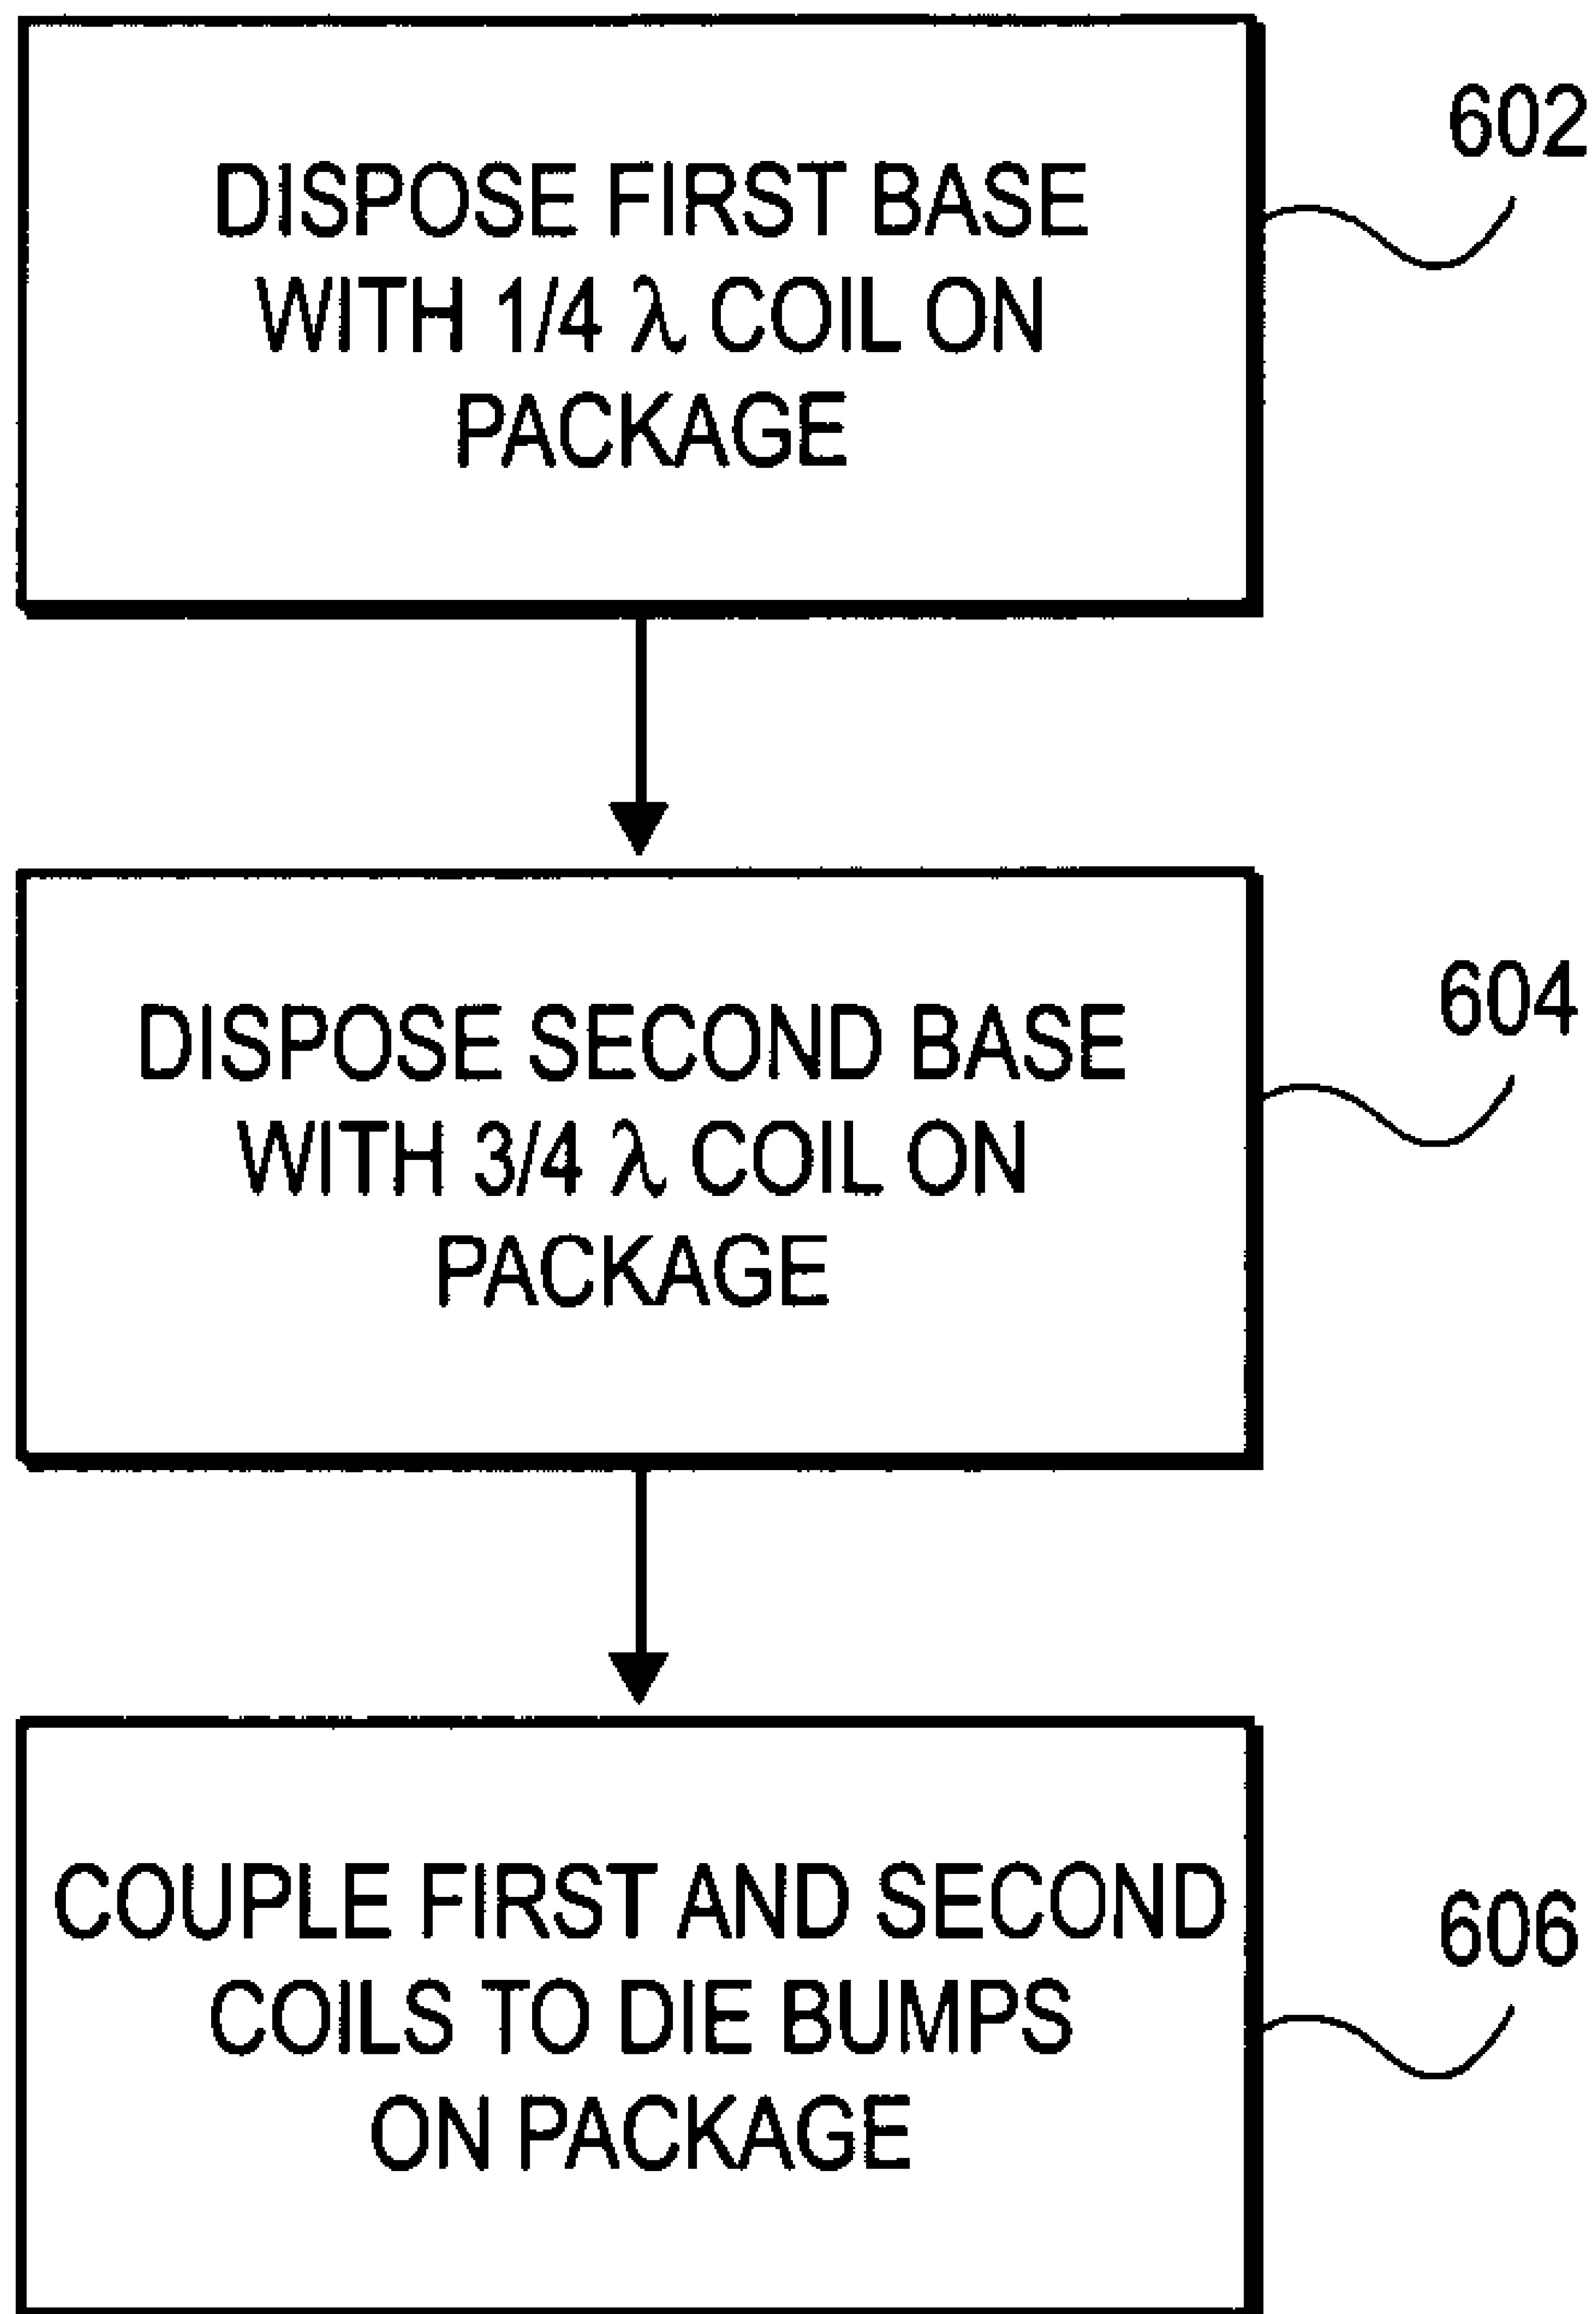 DISPOSE FIRST BASE
WITH 1/4 λ COIL ON
PACKAGE
602
DISPOSE SECOND BASE
WITH 3/4 λ COIL ON
PACKAGE
604
COUPLE FIRST AND SECOND
COILS TO DIE BUMPS
ON PACKAGE
606